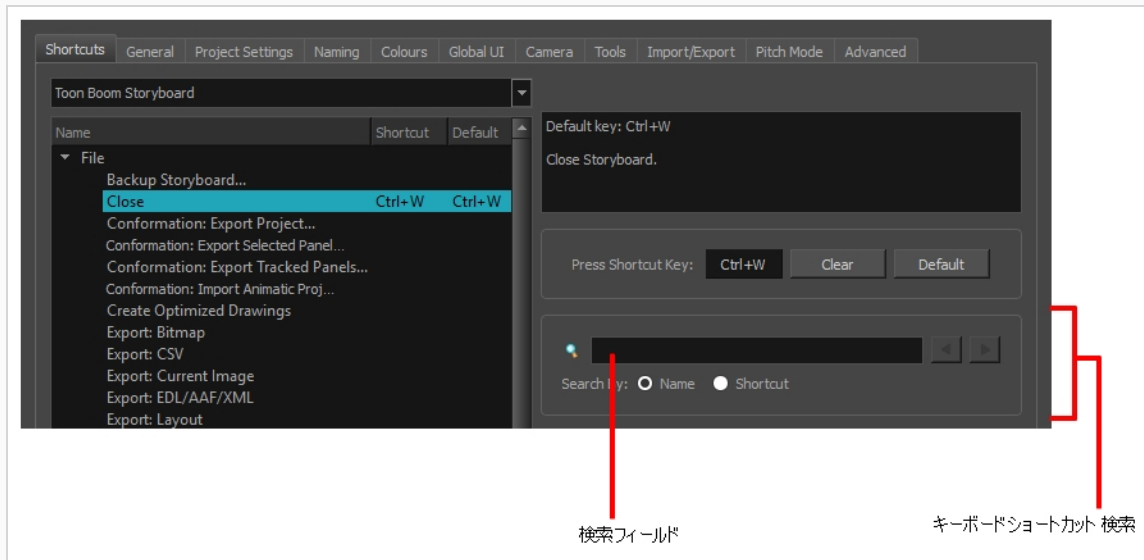 Shortcuts General Project Settings Naming Colours Global UI Camera Tools Import/Export Pitch Mode Advanced
Toon Boom Storyboard
Name Shortcut Default
File
Backup Storyboard...
Close Ctrl+W Ctrl+W
Conformation: Export Project...
Conformation: Export Selected Panel...
Conformation: Export Tracked Panels...
Conformation: Import Animatic Proj...
Create Optimized Drawings
Export: Bitmap
Export: CSV
Export: Current Image
Export: EDL/AAF/XML
Export: Layout
Default key: Ctrl+W
Close Storyboard.
Press Shortcut Key: Ctrl+W Clear Default
Search By: Name Shortcut
検索フィールド
キーボードショートカット 検索